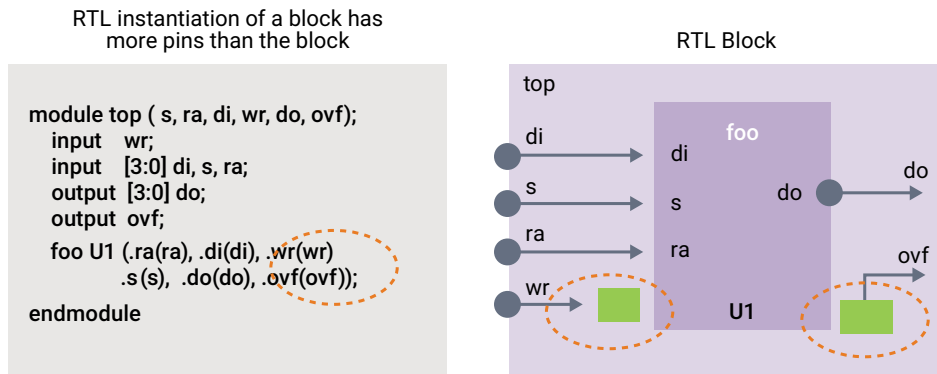 RTL instantiation of a block has
more pins than the block
module top ( s, ra, di, wr, do, ovf);
input wr;
input [3:0] di, s, ra;
output [3:0] do;
output ovf;
foo U1 (.ra(ra), .di(di), .wr(wr)
.s(s), .do(do), .ovf(ovf));
endmodule
RTL Block
top
foo
di
di
s
s
ra
ra
wr
do
do
ovf
U1